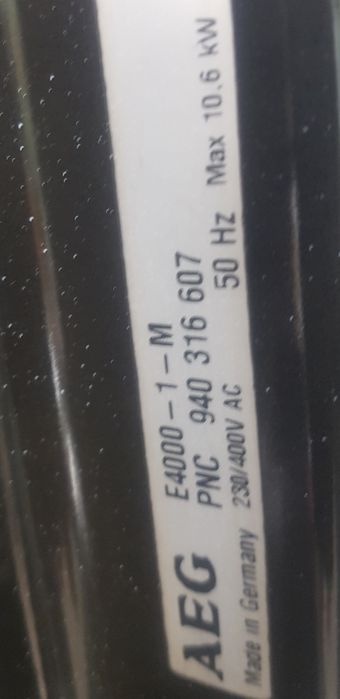 AEG E4000-1-M
PNC 940 316 607
230/400V AC 50 Hz Max 10.6 kW
Made in Germany